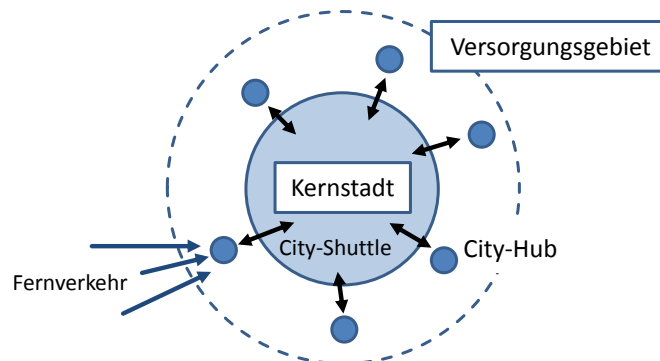 Versorgungsgebiet
Kernstadt
City-Shuttle
City-Hub
Fernverkehr